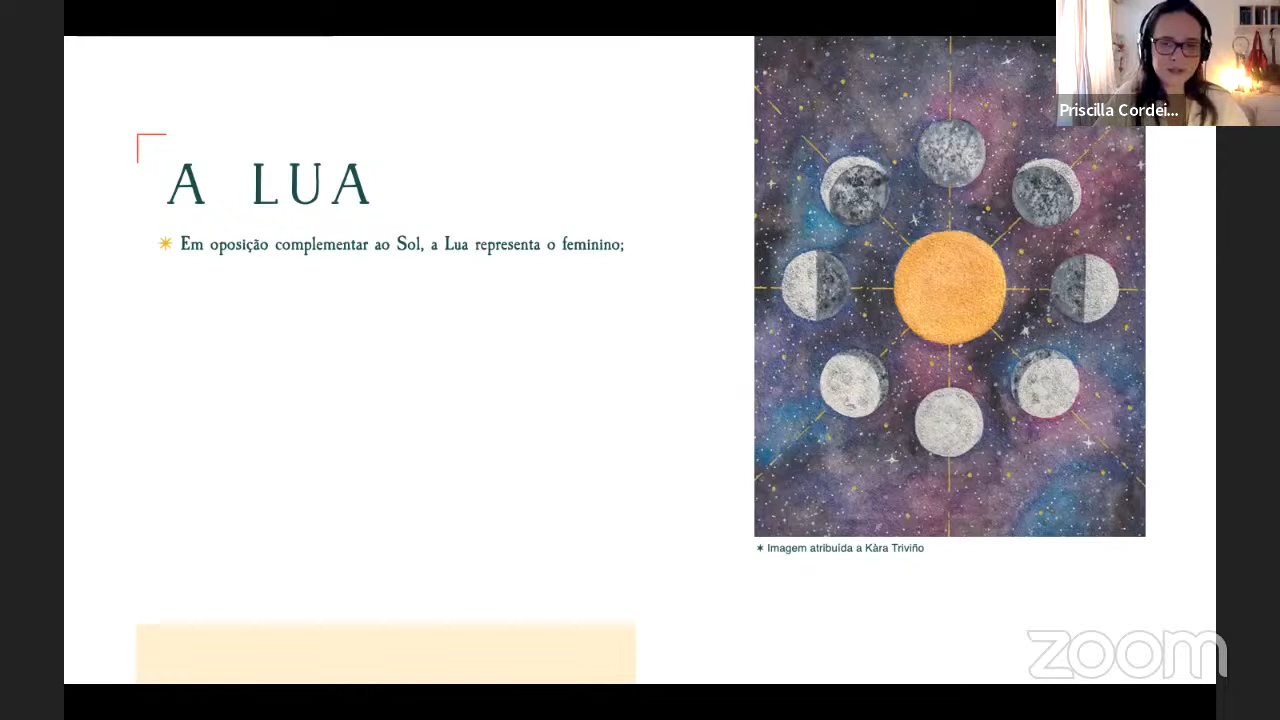 Priscilla Cordei...
A LUA
✴ Em oposição complementar ao Sol, a Lua representa o feminino;
✶ Imagem atribuída a Kàra Triviño
zoom